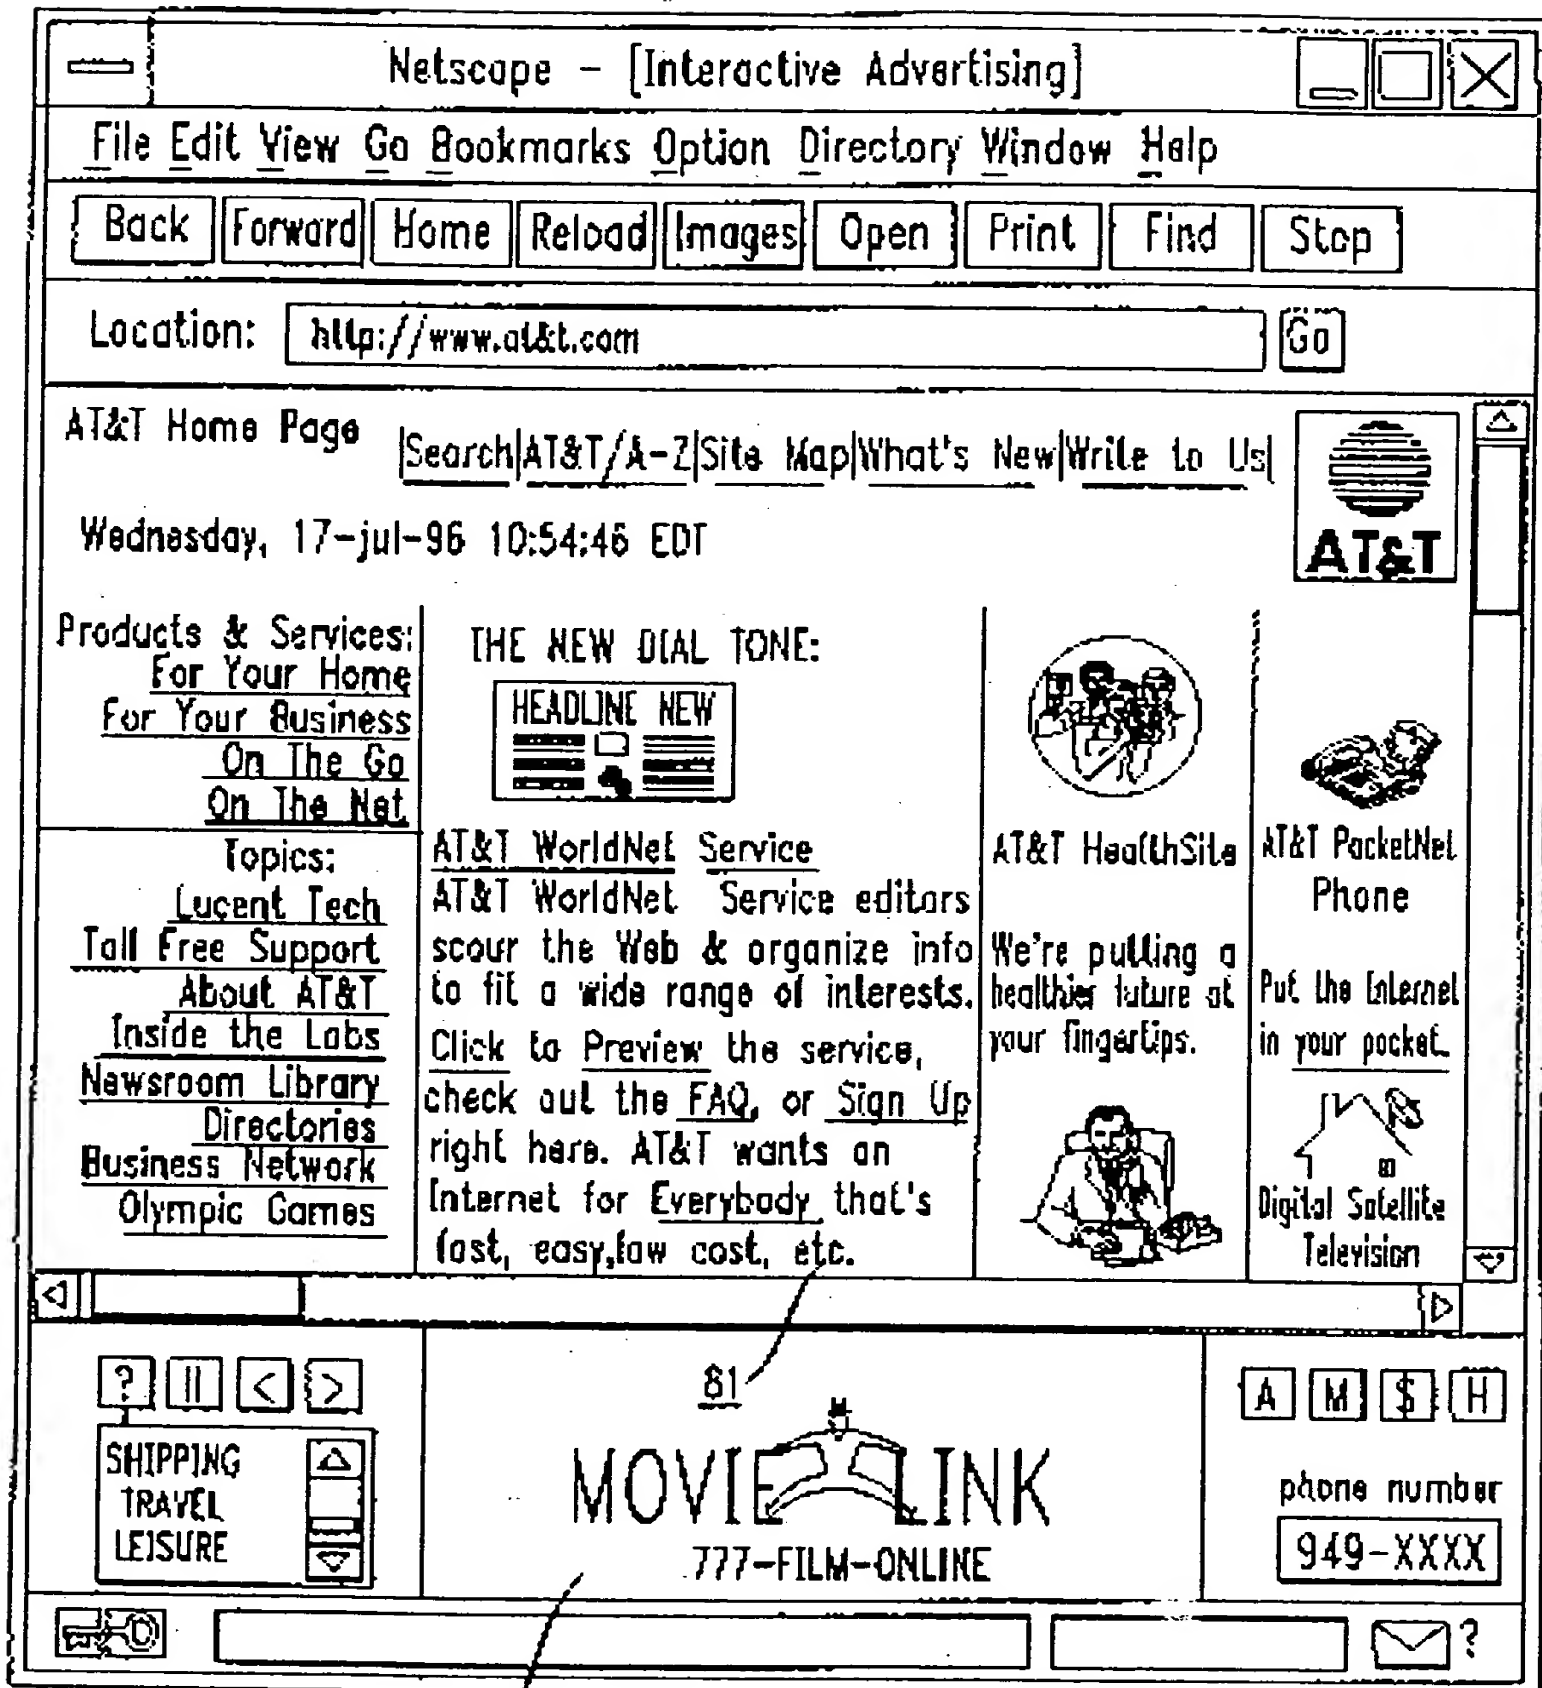 Netscape - [Interactive Advertising]
File Edit View Go Bookmarks Option Directory Window Help
Back Forward Home Reload Images Open Print Find Stop
Location: http://www.at&t.com Go
AT&T Home Page
|Search|AT&T/A-Z|Site Map|What's New|Write to Us|
AT&T
Wednesday, 17-jul-96 10:54:46 EDT
Products & Services:
For Your Home
For Your Business
On The Go
On The Net
Topics:
Lucent Tech
Toll Free Support
About AT&T
Inside the Labs
Newsroom Library
Directories
Business Network
Olympic Games
THE NEW DIAL TONE:
HEADLINE NEW
AT&T WorldNet Service
AT&T WorldNet Service editors
scour the Web & organize info
to fit a wide range of interests.
Click to Preview the service,
check out the FAQ, or Sign Up
right here. AT&T wants an
Internet for Everybody that's
fast, easy,low cost, etc.
AT&T HealthSite
We're putting a
healthier future at
your fingertips.
AT&T PocketNet
Phone
Put the Internet
in your pocket.
Digital Satellite
Television
? || < >
SHIPPING
TRAVEL
LEISURE
81
MOVIE LINK
777-FILM-ONLINE
A M $ H
phone number
949-XXXX
?